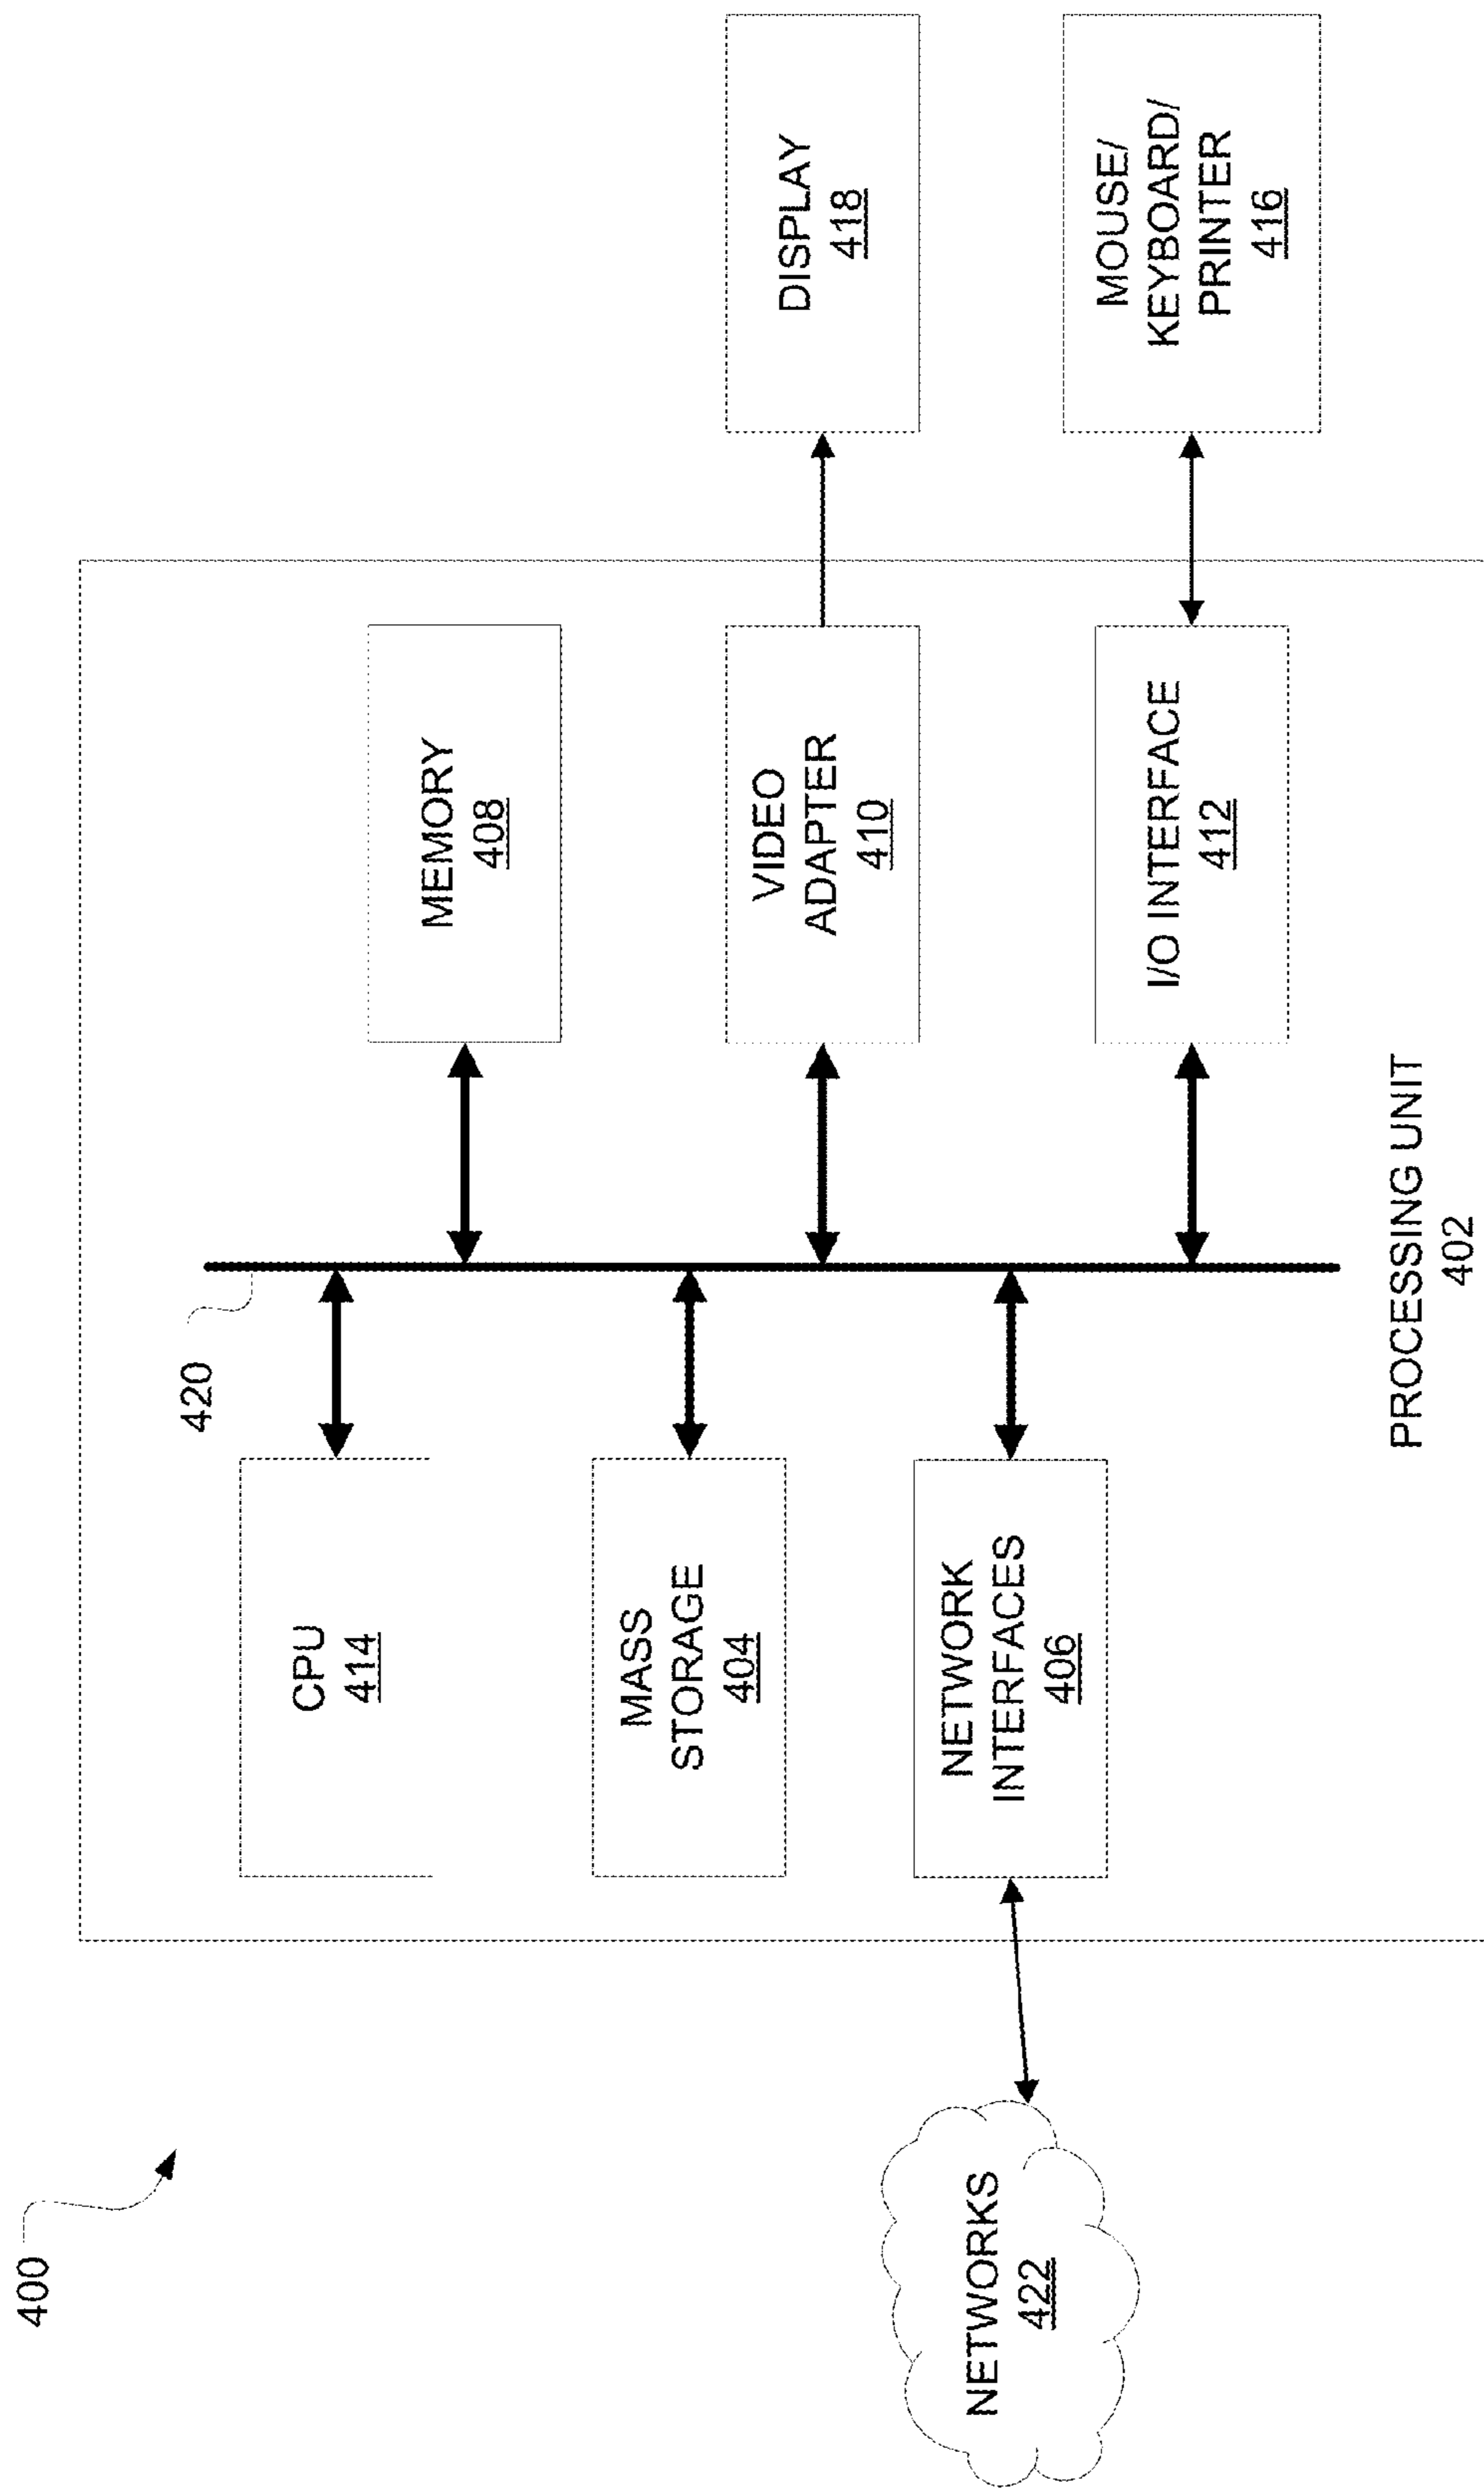 400
420
CPU
414
MEMORY
408
MASS
STORAGE
404
VIDEO
ADAPTER
410
DISPLAY
418
NETWORKS
422
NETWORK
INTERFACES
406
I/O INTERFACE
412
MOUSE/
KEYBOARD/
PRINTER
416
PROCESSING UNIT
402